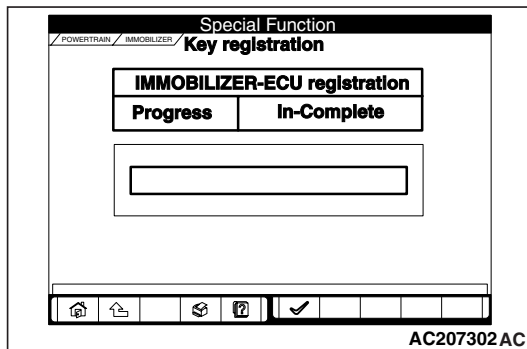 Special Function
POWERTRAIN / IMMOBILIZER / Key registration
IMMOBILIZER-ECU registration
Progress In-Complete
?
AC207302 AC